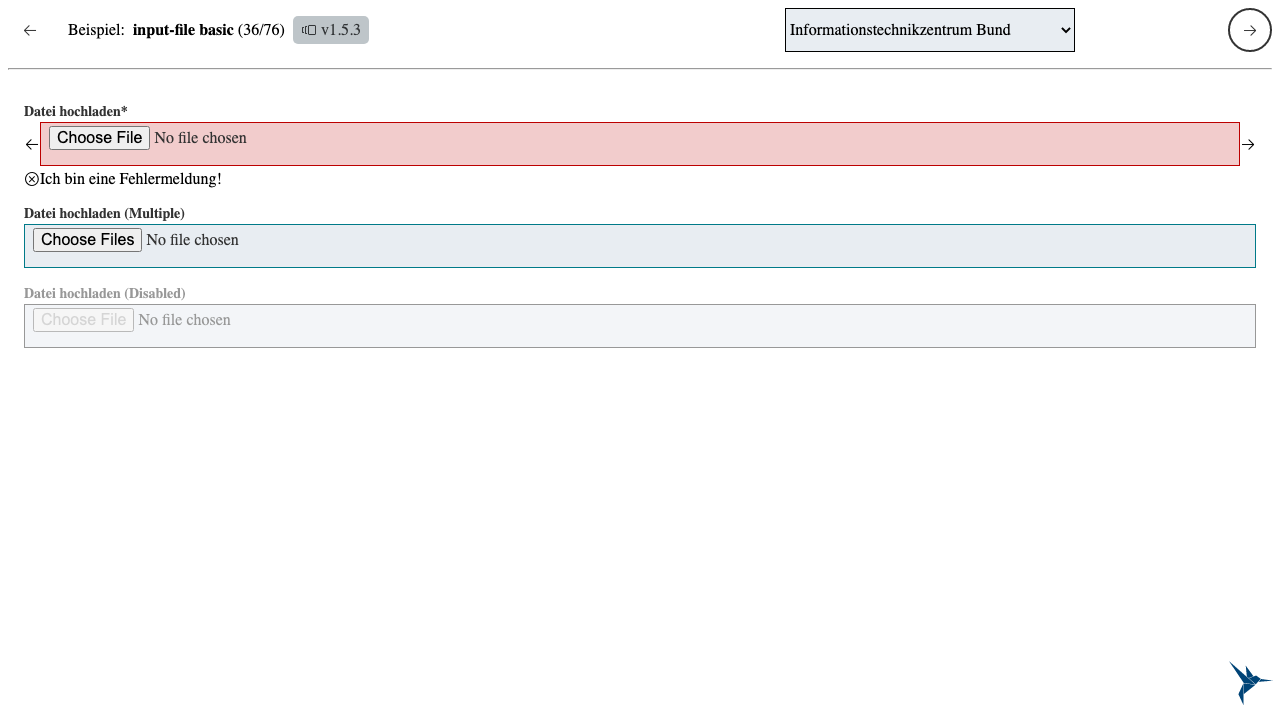 Beispiel: input-file basic (36/76) v1.5.3 Informationstechnikzentrum Bund
Datei hochladen*
Choose File No file chosen
Ich bin eine Fehlermeldung!
Datei hochladen (Multiple)
Choose Files No file chosen
Datei hochladen (Disabled)
Choose File No file chosen